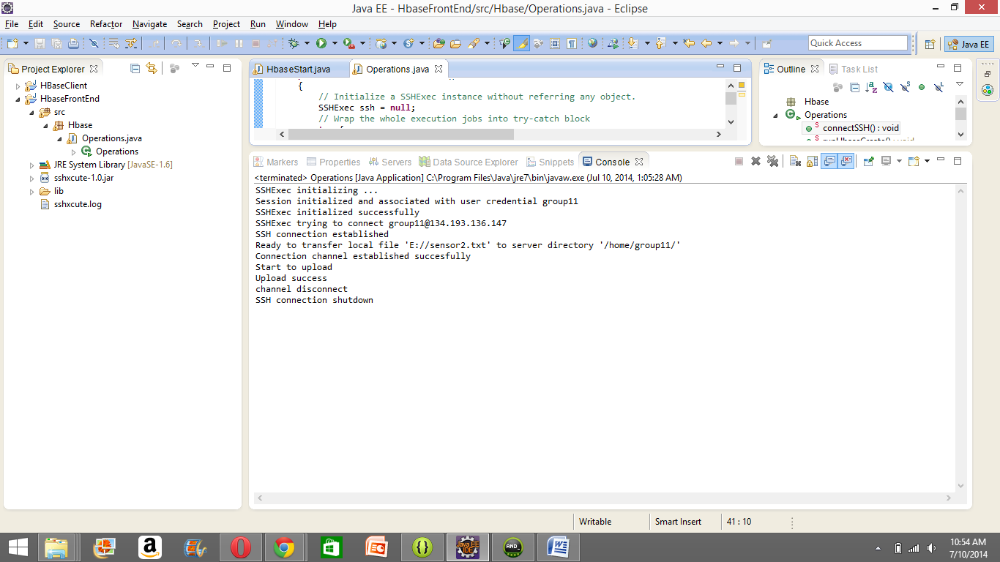 Java EE - HbaseFrontEnd/src/Hbase/Operations.java - Eclipse
File Edit Source Refactor Navigate Search Project Run Window Help
Quick Access
Java EE
Project Explorer
HBaseClient
HbaseFrontEnd
src
Hbase
Operations.java
Operations
JRE System Library [JavaSE-1.6]
sshxcute-1.0.jar
lib
sshxcute.log
HbaseStart.java
Operations.java
{
// Initialize a SSHExec instance without referring any object.
SSHExec ssh = null;
// Wrap the whole execution jobs into try-catch block
Outline
Task List
Hbase
Operations
connectSSH() : void
Markers Properties Servers Data Source Explorer Snippets Console
<terminated> Operations [Java Application] C:\Program Files\Java\jre7\bin\javaw.exe (Jul 10, 2014, 1:05:28 AM)
SSHExec initializing ...
Session initialized and associated with user credential group11
SSHExec initialized successfully
SSHExec trying to connect group11@134.193.136.147
SSH connection established
Ready to transfer local file 'E://sensor2.txt' to server directory '/home/group11/'
Connection channel established succesfully
Start to upload
Upload success
channel disconnect
SSH connection shutdown
Writable
Smart Insert
41 : 10
10:54 AM
7/10/2014